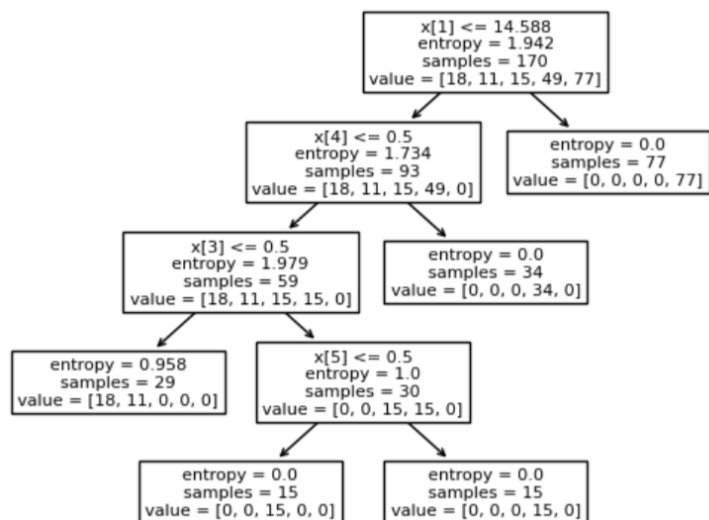 x[1] <= 14.588
entropy = 1.942
samples = 170
value = [18, 11, 15, 49, 77]
x[4] <= 0.5
entropy = 1.734
samples = 93
value = [18, 11, 15, 49, 0]
entropy = 0.0
samples = 77
value = [0, 0, 0, 0, 77]
x[3] <= 0.5
entropy = 1.979
samples = 59
value = [18, 11, 15, 15, 0]
entropy = 0.0
samples = 34
value = [0, 0, 0, 34, 0]
entropy = 0.958
samples = 29
value = [18, 11, 0, 0, 0]
x[5] <= 0.5
entropy = 1.0
samples = 30
value = [0, 0, 15, 15, 0]
entropy = 0.0
samples = 15
value = [0, 0, 15, 0, 0]
entropy = 0.0
samples = 15
value = [0, 0, 0, 15, 0]